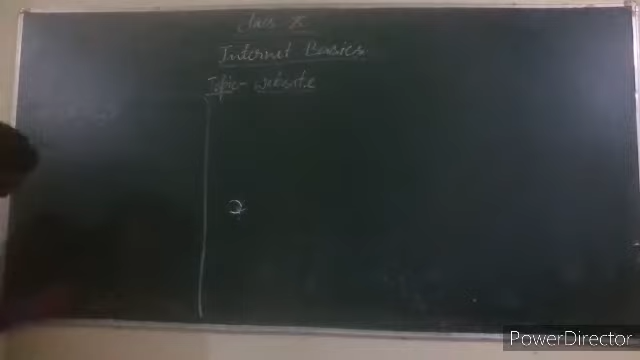 Class X
Internet Basics
Topic- website
PowerDirector